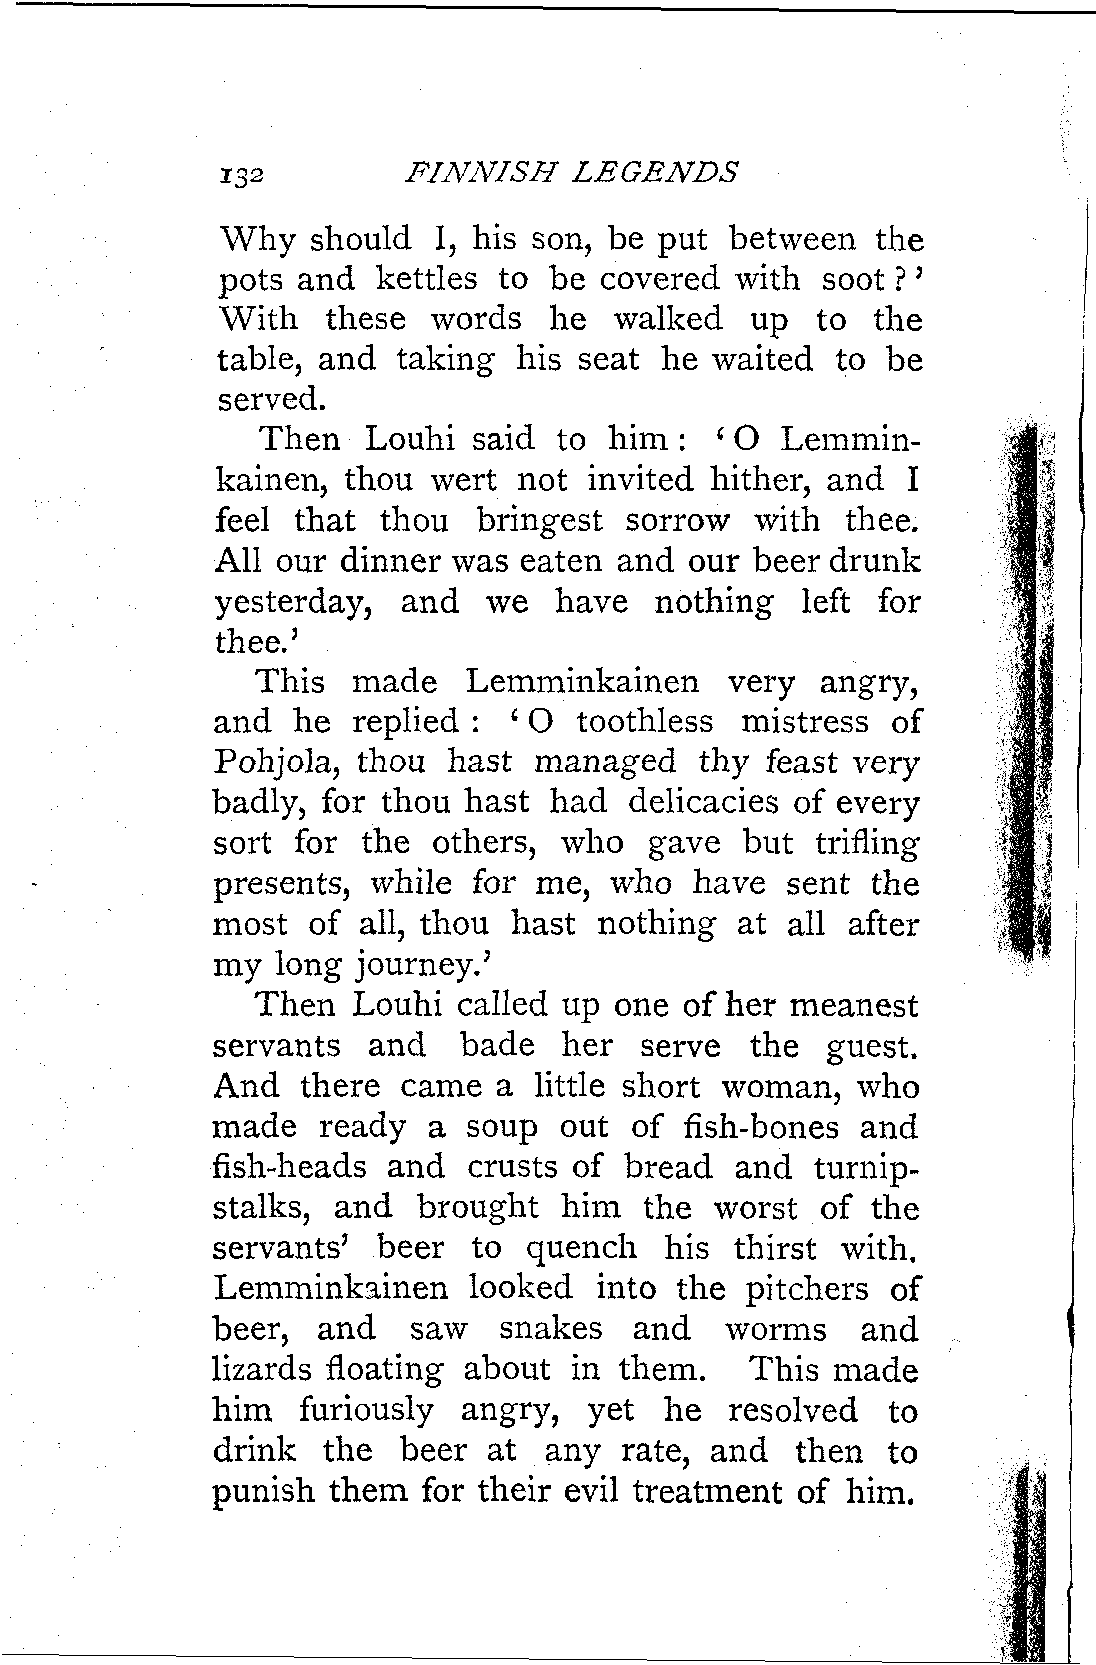 132 FINNISH LEGENDS
Why should I, his son, be put between the
pots and kettles to be covered with soot ? '
With these words he walked up to the
table, and taking his seat he waited to be
served.
Then Louhi said to him : ' O Lemmin-
kainen, thou wert not invited hither, and I
feel that thou bringest sorrow with thee.
All our dinner was eaten and our beer drunk
yesterday, and we have nothing left for
thee.'
This made Lemminkainen very angry,
and he replied : ' O toothless mistress of
Pohjola, thou hast managed thy feast very
badly, for thou hast had delicacies of every
sort for the others, who gave but trifling
presents, while for me, who have sent the
most of all, thou hast nothing at all after
my long journey.'
Then Louhi called up one of her meanest
servants and bade her serve the guest.
And there came a little short woman, who
made ready a soup out of fish-bones and
fish-heads and crusts of bread and turnip-
stalks, and brought him the worst of the
servants' beer to quench his thirst with.
Lemminkainen looked into the pitchers of
beer, and saw snakes and worms and
lizards floating about in them. This made
him furiously angry, yet he resolved to
drink the beer at any rate, and then to
punish them for their evil treatment of him.